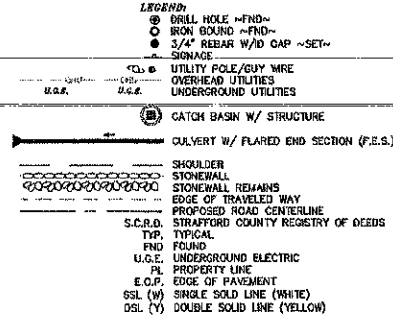 LEGEND:
DRILL HOLE ~FND~
IRON BOUND ~FND~
3/4" REBAR W/ID CAP ~SET~
SIGNAGE
UTILITY POLE/GUY WIRE
OVERHEAD UTILITIES
U.G.E. U.G.E. UNDERGROUND UTILITIES
CATCH BASIN W/ STRUCTURE
CULVERT W/ FLARED END SECTION (F.E.S.)
SHOULDER
STONEWALL
STONEWALL REMAINS
EDGE OF TRAVELED WAY
PROPOSED ROAD CENTERLINE
S.C.R.D. STRAFFORD COUNTY REGISTRY OF DEEDS
TYP. TYPICAL
FND FOUND
U.G.E. UNDERGROUND ELECTRIC
PL PROPERTY LINE
E.O.P. EDGE OF PAVEMENT
SSL (W) SINGLE SOLID LINE (WHITE)
DSL (Y) DOUBLE SOLID LINE (YELLOW)